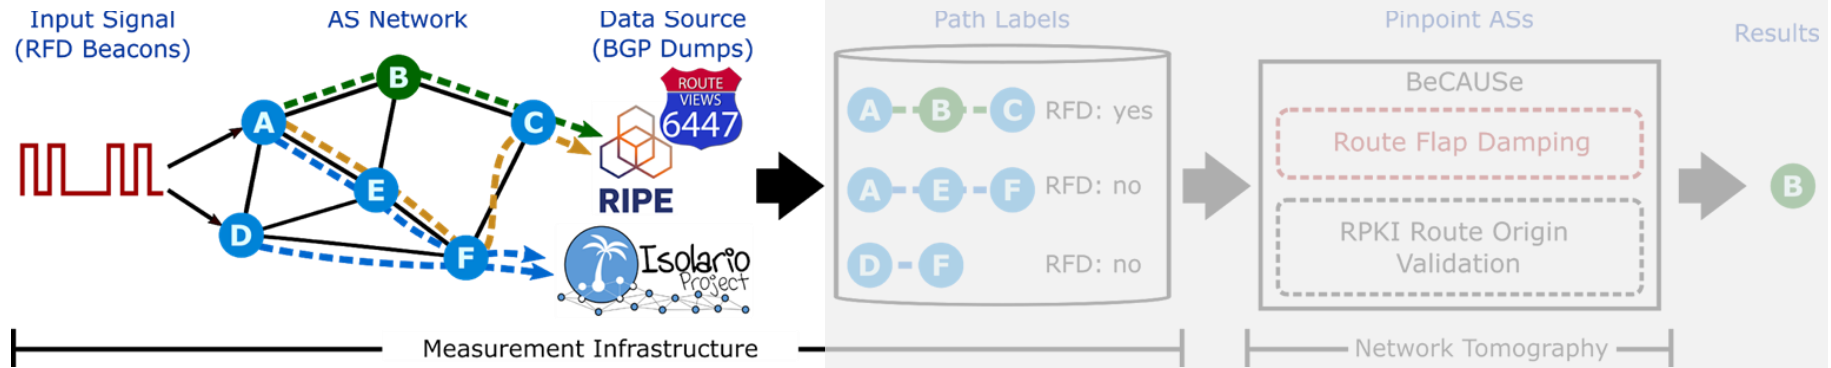 Input Signal
(RFD Beacons)
AS Network
Data Source
(BGP Dumps)
Path Labels
Pinpoint ASs
Results
A
B
C
D
E
F
ROUTE
VIEWS
6447
RIPE
Isolario
Project
A B C RFD: yes
A E F RFD: no
D F RFD: no
BeCAUSe
Route Flap Damping
RPKI Route Origin
Validation
B
Measurement Infrastructure
Network Tomography